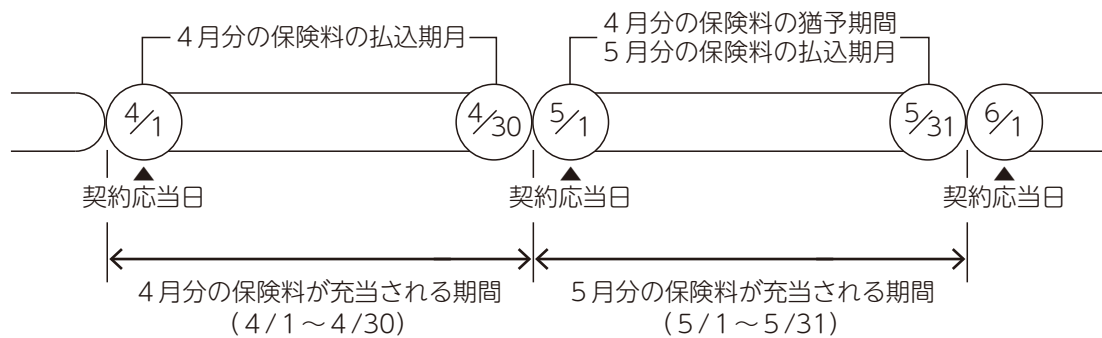 4月分の保険料の払込期月
4月分の保険料の猶予期間
5月分の保険料の払込期月
4/1
4/30
5/1
5/31
6/1
契約応当日
契約応当日
契約応当日
4月分の保険料が充当される期間
(4/1～4/30)
5月分の保険料が充当される期間
(5/1～5/31)